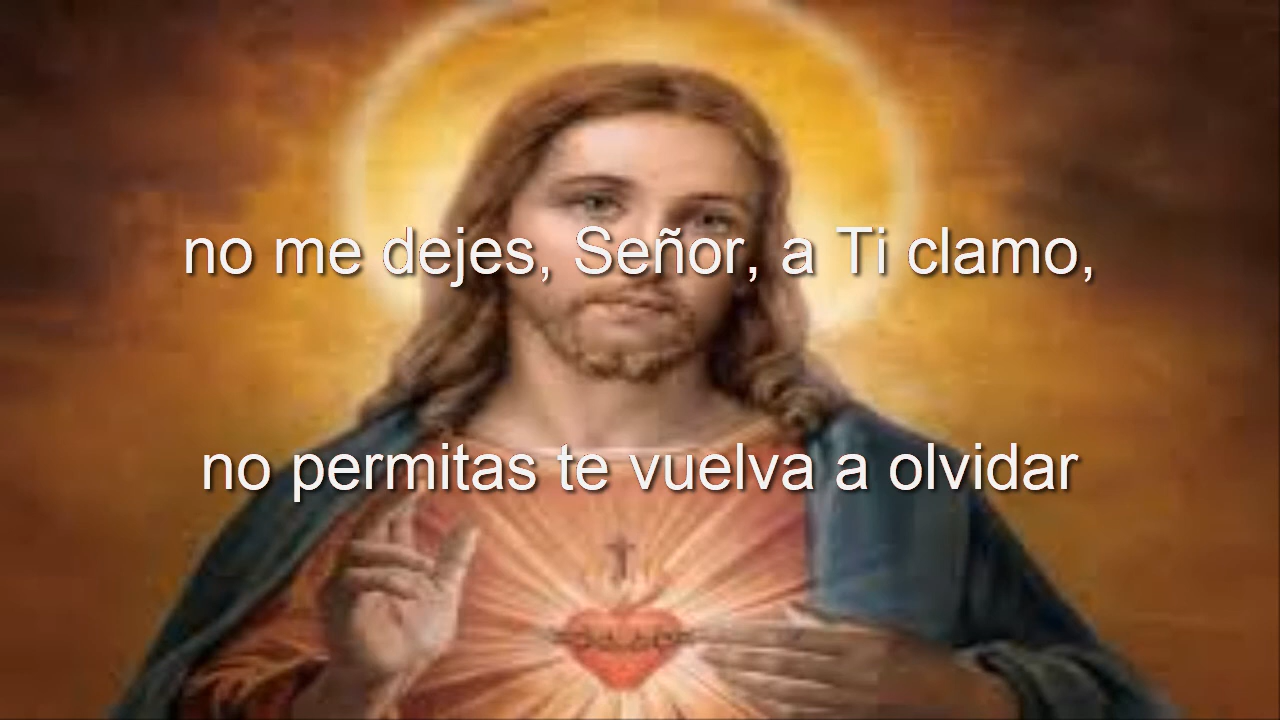 no me dejes, Señor, a Ti clamo,
no permitas te vuelva a olvidar